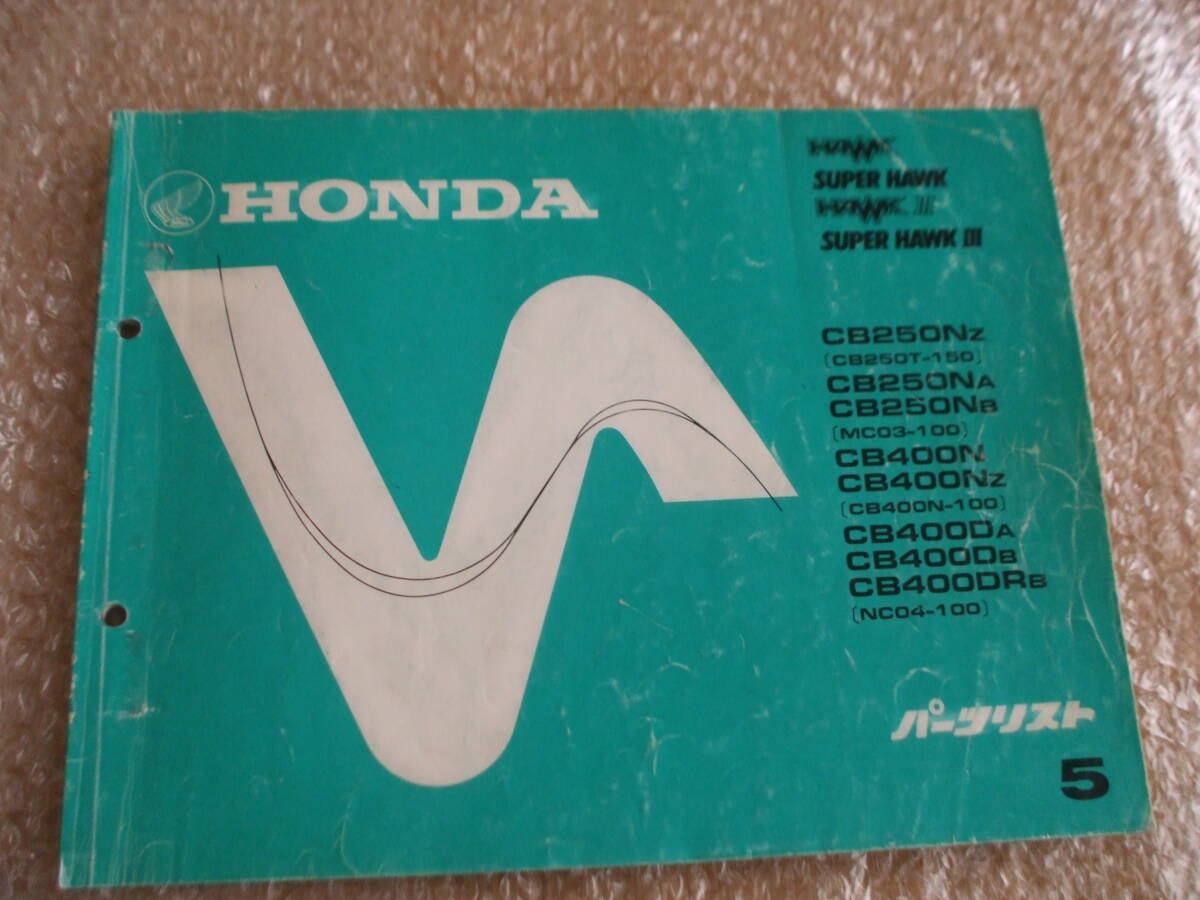 HONDA
HAWK
SUPER HAWK
HAWK III
SUPER HAWK III
CB250NZ
(CB250T-150)
CB250NA
CB250NB
(MC03-100)
CB400N
CB400NZ
(CB400N-100)
CB400DA
CB400DB
CB400DRB
(NC04-100)
パーツリスト
5